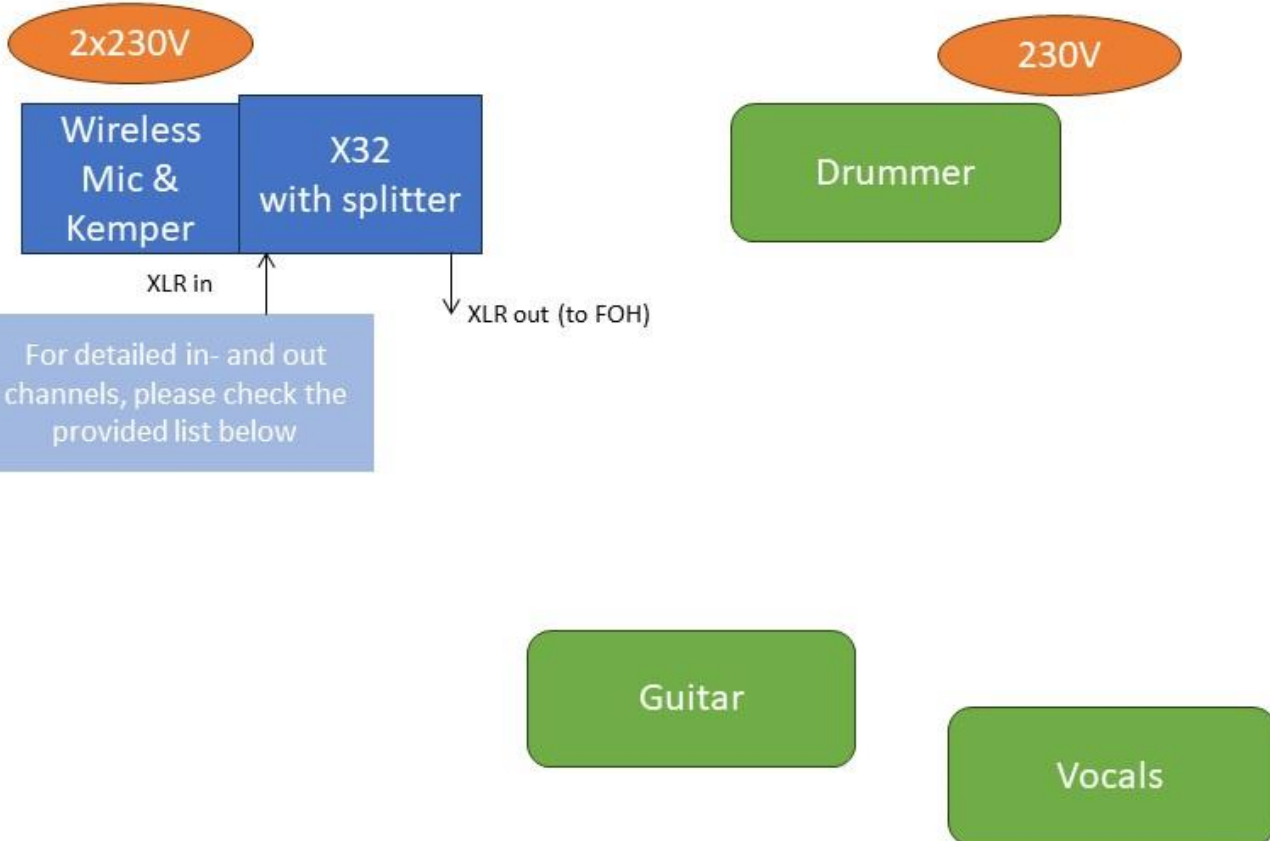 2x230V
230V
Wireless
Mic &
Kemper
X32
with splitter
Drummer
XLR in
XLR out (to FOH)
For detailed in- and out
channels, please check the
provided list below
Guitar
Vocals